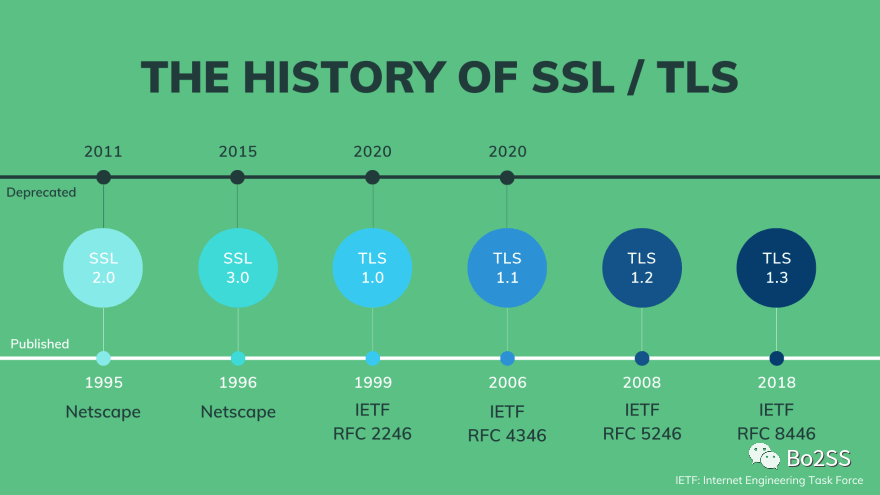 THE HISTORY OF SSL / TLS
2011 2015 2020 2020
Deprecated
SSL 2.0
SSL 3.0
TLS 1.0
TLS 1.1
TLS 1.2
TLS 1.3
Published
1995 1996 1999 2006 2008 2018
Netscape Netscape IETF IETF IETF IETF
RFC 2246 RFC 4346 RFC 5246 RFC 8446
Bo2SS
IETF: Internet Engineering Task Force